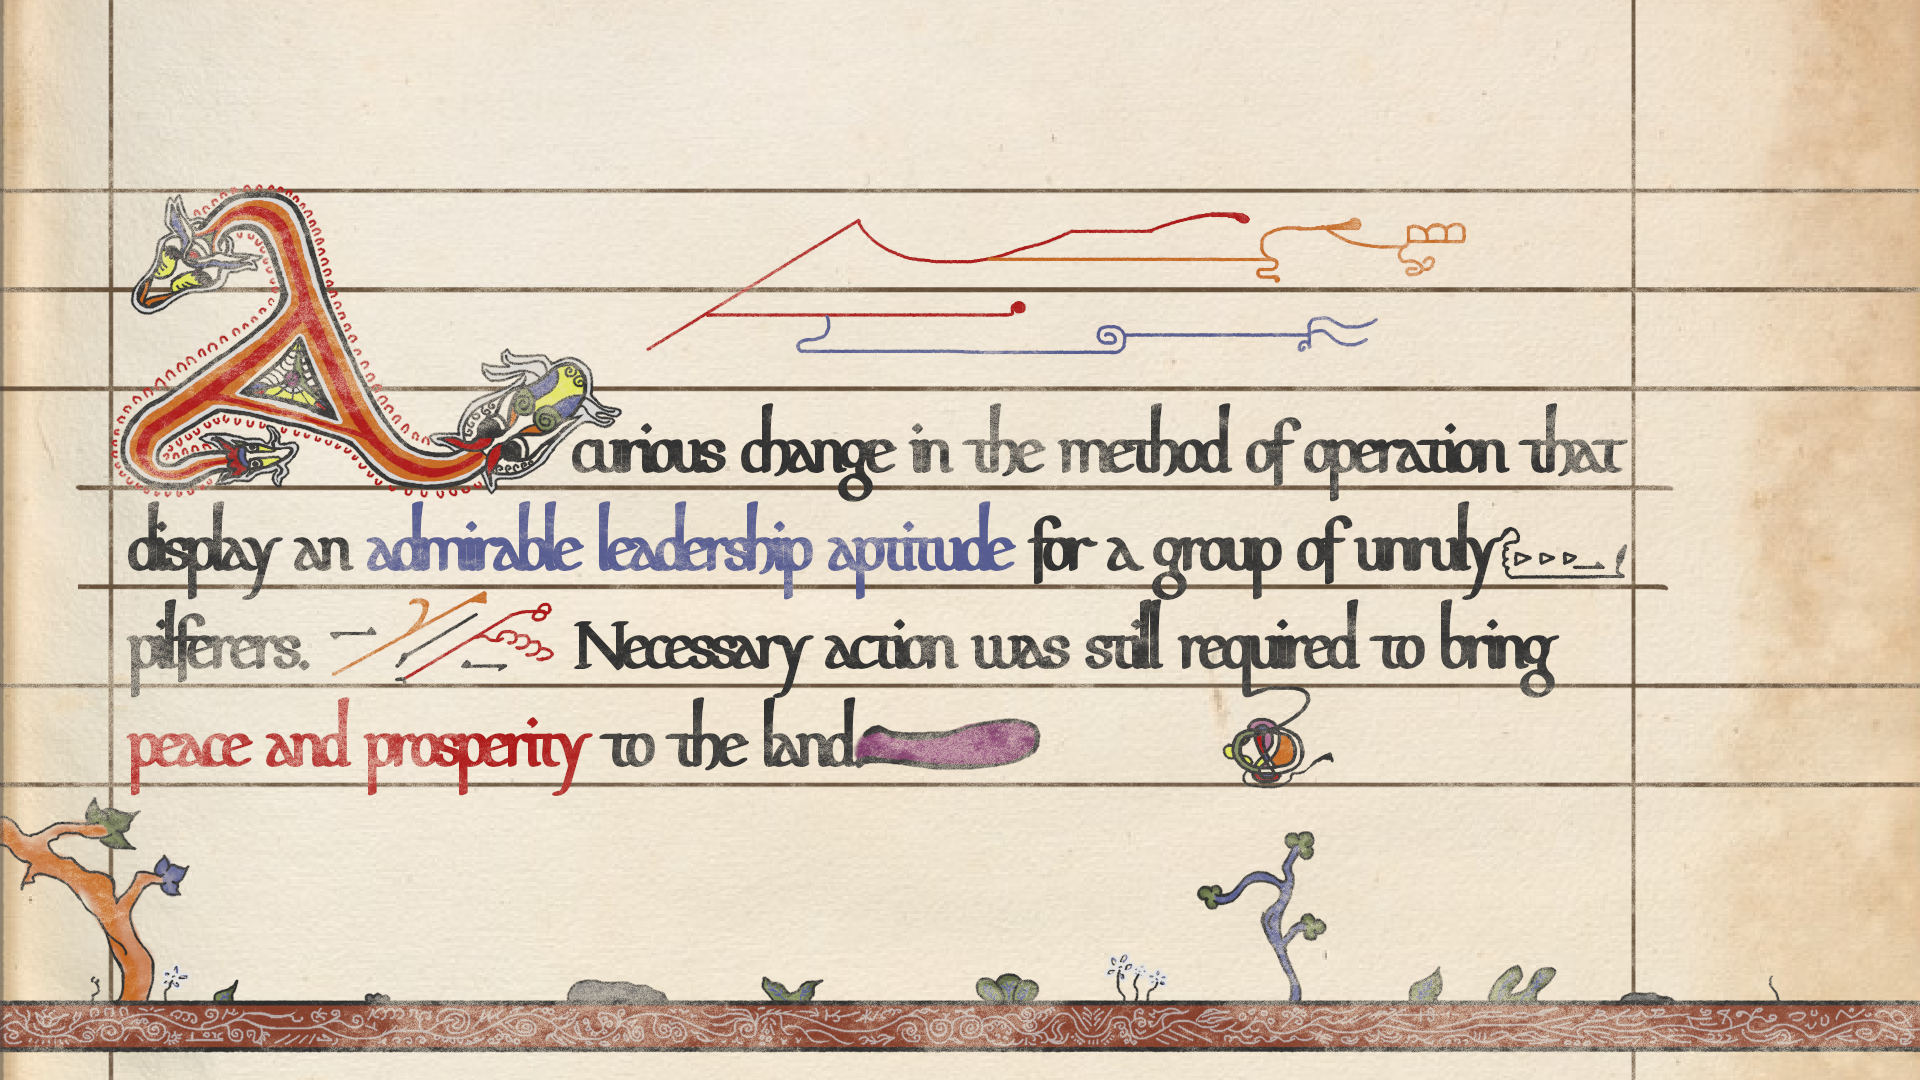 A curious change in the method of operation that
display an admirable leadership aptitude for a group of unruly
pilferers. Necessary action was still required to bring
peace and prosperity to the land.